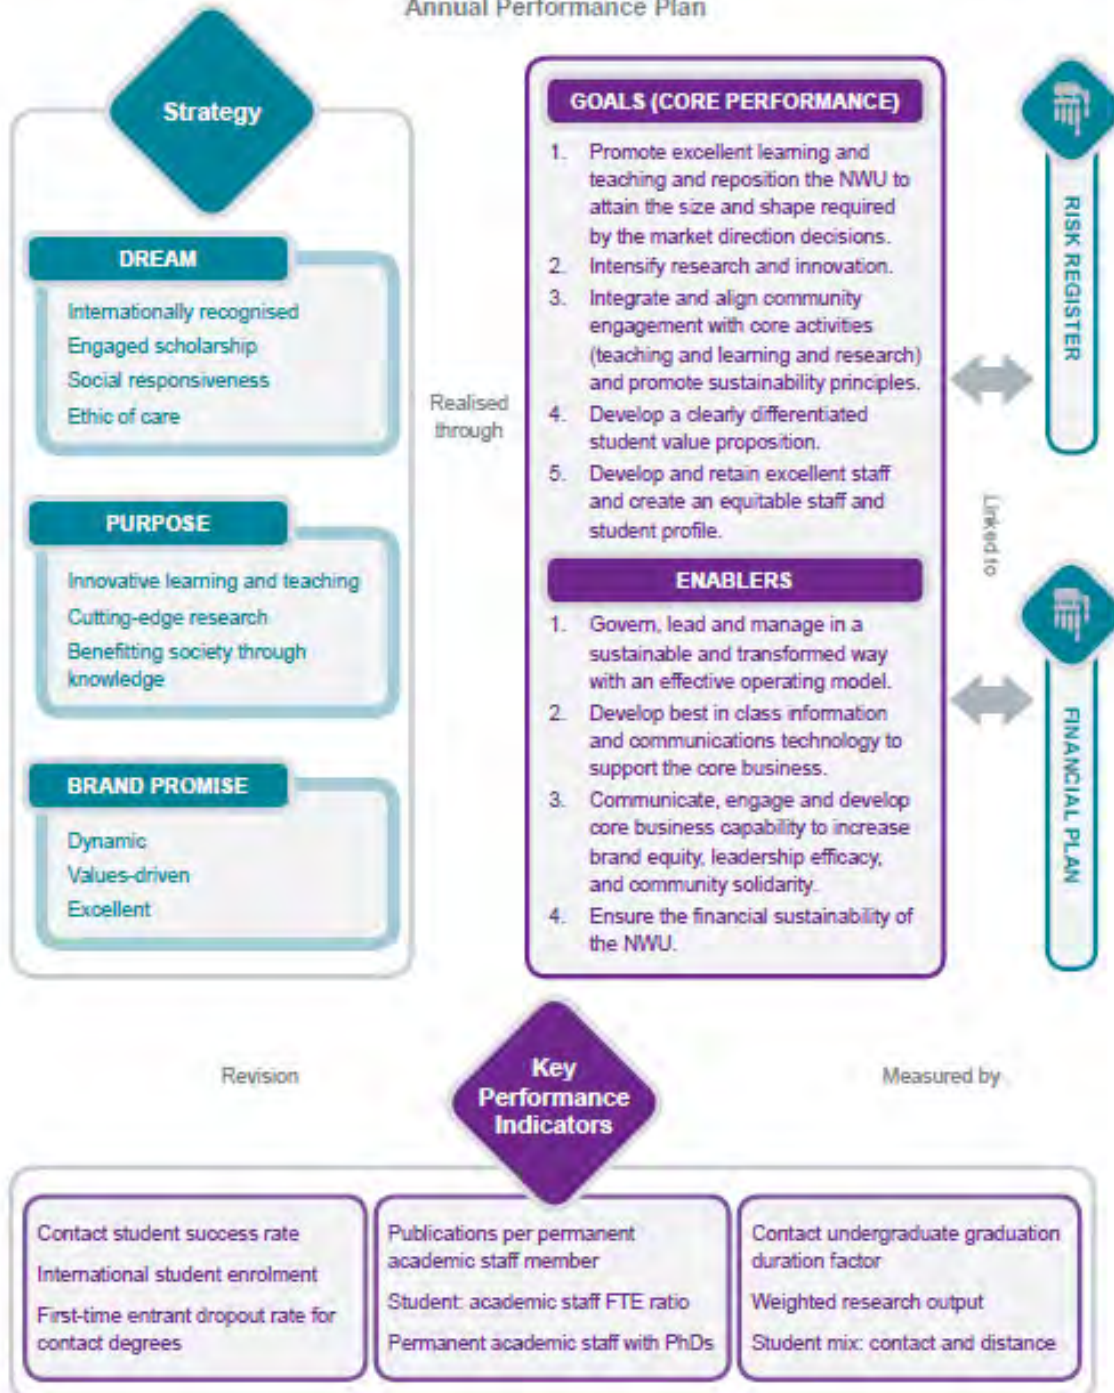 Annual Performance Plan
Strategy
DREAM
Internationally recognised
Engaged scholarship
Social responsiveness
Ethic of care
PURPOSE
Innovative learning and teaching
Cutting-edge research
Benefitting society through
knowledge
BRAND PROMISE
Dynamic
Values-driven
Excellent
Realised
through
GOALS (CORE PERFORMANCE)
1. Promote excellent learning and
teaching and reposition the NWU to
attain the size and shape required
by the market direction decisions.
2. Intensify research and innovation.
3. Integrate and align community
engagement with core activities
(teaching and learning and research)
and promote sustainability principles.
4. Develop a clearly differentiated
student value proposition.
5. Develop and retain excellent staff
and create an equitable staff and
student profile.
ENABLERS
1. Govern, lead and manage in a
sustainable and transformed way
with an effective operating model.
2. Develop best in class information
and communications technology to
support the core business.
3. Communicate, engage and develop
core business capability to increase
brand equity, leadership efficacy,
and community solidarity.
4. Ensure the financial sustainability of
the NWU.
Linked to
RISK REGISTER
FINANCIAL PLAN
Revision
Key
Performance
Indicators
Measured by
Contact student success rate
International student enrolment
First-time entrant dropout rate for
contact degrees
Publications per permanent
academic staff member
Student: academic staff FTE ratio
Permanent academic staff with PhDs
Contact undergraduate graduation
duration factor
Weighted research output
Student mix: contact and distance